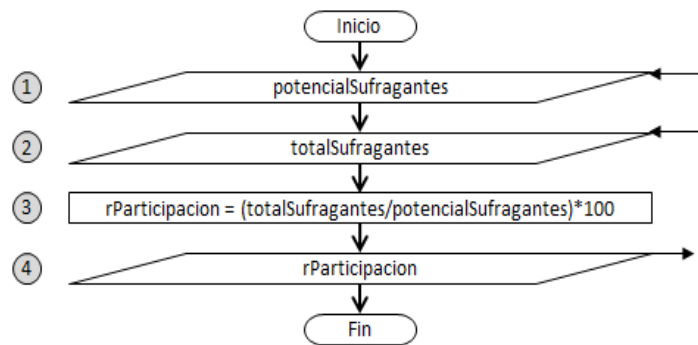 Inicio
1
potencialSufragantes
2
totalSufragantes
3
rParticipacion = (totalSufragantes/potencialSufragantes)*100
4
rParticipacion
Fin